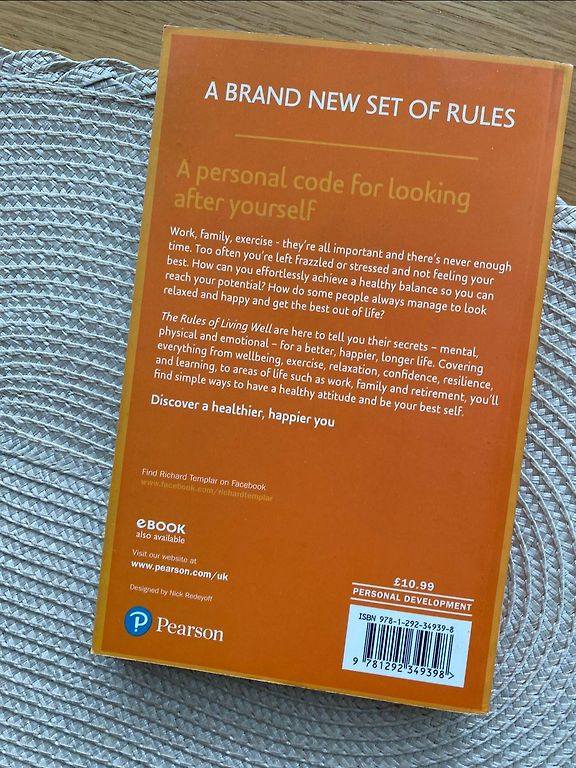 A BRAND NEW SET OF RULES
A personal code for looking
after yourself
Work, family, exercise - they're all important and there's never enough
time. Too often you're left frazzled or stressed and not feeling your
best. How can you effortlessly achieve a healthy balance so you can
reach your potential? How do some people always manage to look
relaxed and happy and get the best out of life?
The Rules of Living Well are here to tell you their secrets – mental,
physical and emotional – for a better, happier, longer life. Covering
everything from wellbeing, exercise, relaxation, confidence, resilience,
and learning, to areas of life such as work, family and retirement, you'll
find simple ways to have a healthy attitude and be your best self.
Discover a healthier, happier you
Find Richard Templar on Facebook
www.facebook.com/richardtemplar
eBOOK
also available
Visit our website at
www.pearson.com/uk
Designed by Nick Redeyoff
P Pearson
£10.99
PERSONAL DEVELOPMENT
ISBN 978-1-292-34939-8
9 781292 349398 >